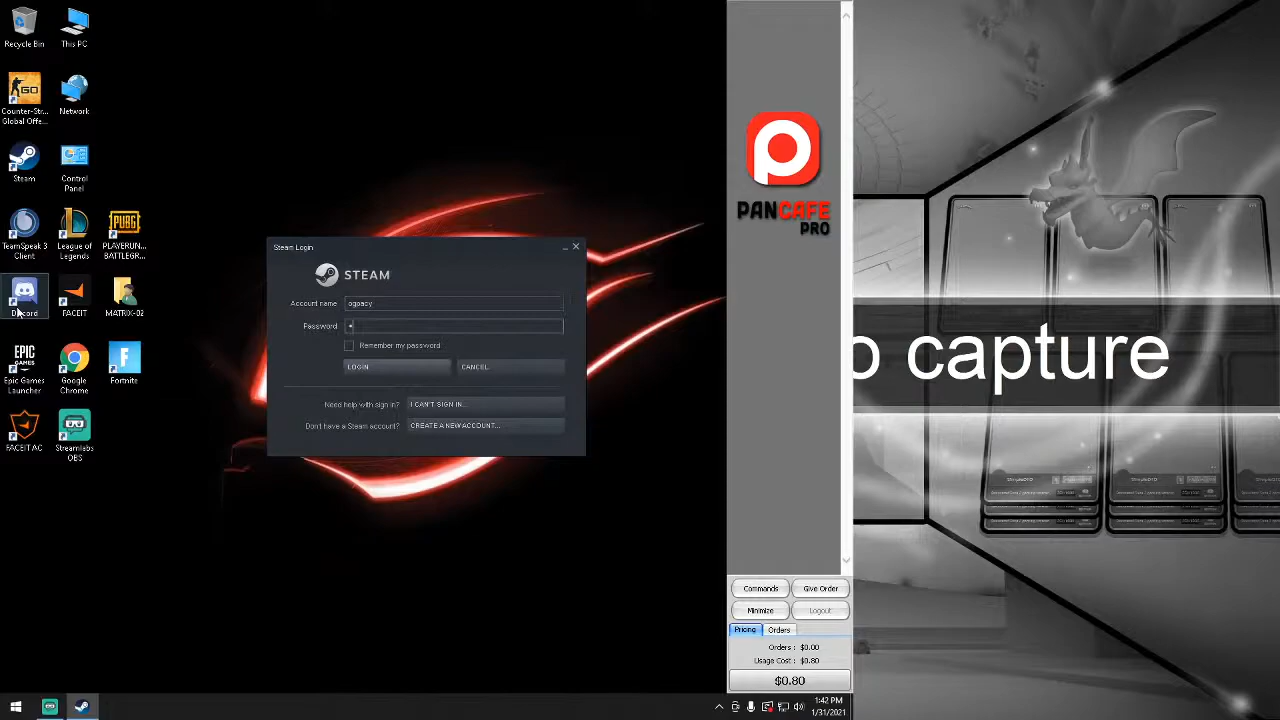 Recycle Bin
This PC
Counter-Str...
Global Offe...
Network
Steam
Control
Panel
TeamSpeak 3
Client
League of
Legends
PLAYERUN...
BATTLEGR...
Discord
FACEIT
MATRIX-02
EPIC
GAMES
Epic Games
Launcher
Google
Chrome
Fortnite
FACEIT AC
Streamlabs
OBS
Steam Login
STEAM
Account name
ogpacy
Password
Remember my password
LOGIN
CANCEL
Need help with sign in?
I CAN'T SIGN IN...
Don't have a Steam account?
CREATE A NEW ACCOUNT...
PANCAFE
PRO
Commands
Give Order
Minimize
Logout
Pricing
Orders
Orders : $0.00
Usage Cost : $0.80
$0.80
capture
1:42 PM
1/31/2021